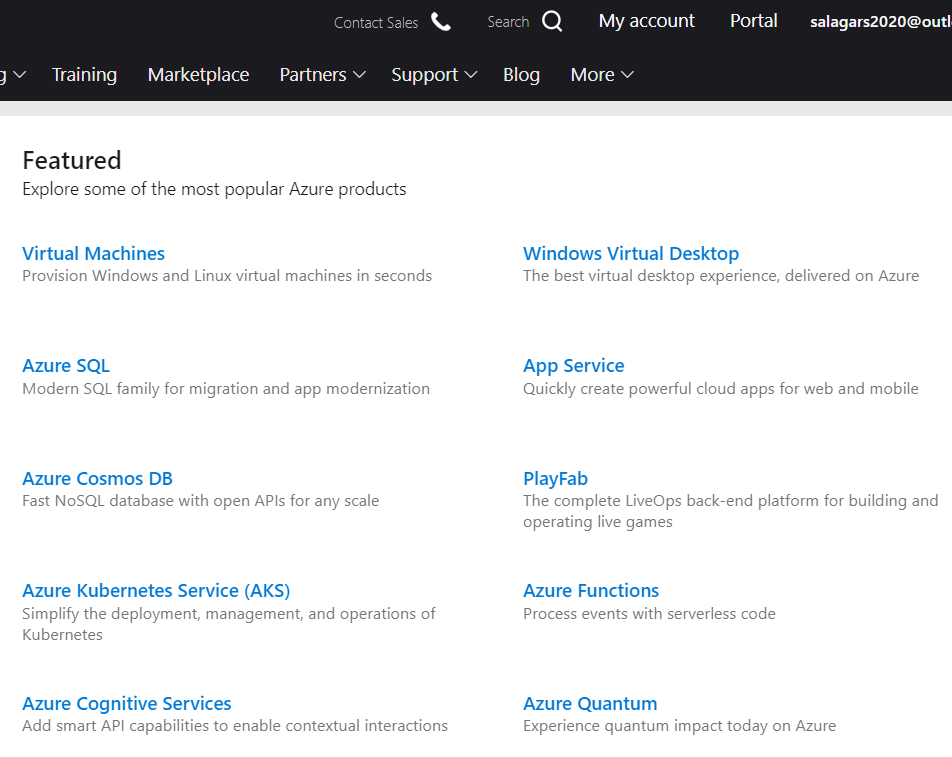 Contact Sales Search My account Portal salagars2020@outl
g Training Marketplace Partners Support Blog More
Featured
Explore some of the most popular Azure products
Virtual Machines
Provision Windows and Linux virtual machines in seconds
Windows Virtual Desktop
The best virtual desktop experience, delivered on Azure
Azure SQL
Modern SQL family for migration and app modernization
App Service
Quickly create powerful cloud apps for web and mobile
Azure Cosmos DB
Fast NoSQL database with open APIs for any scale
PlayFab
The complete LiveOps back-end platform for building and
operating live games
Azure Kubernetes Service (AKS)
Simplify the deployment, management, and operations of
Kubernetes
Azure Functions
Process events with serverless code
Azure Cognitive Services
Add smart API capabilities to enable contextual interactions
Azure Quantum
Experience quantum impact today on Azure